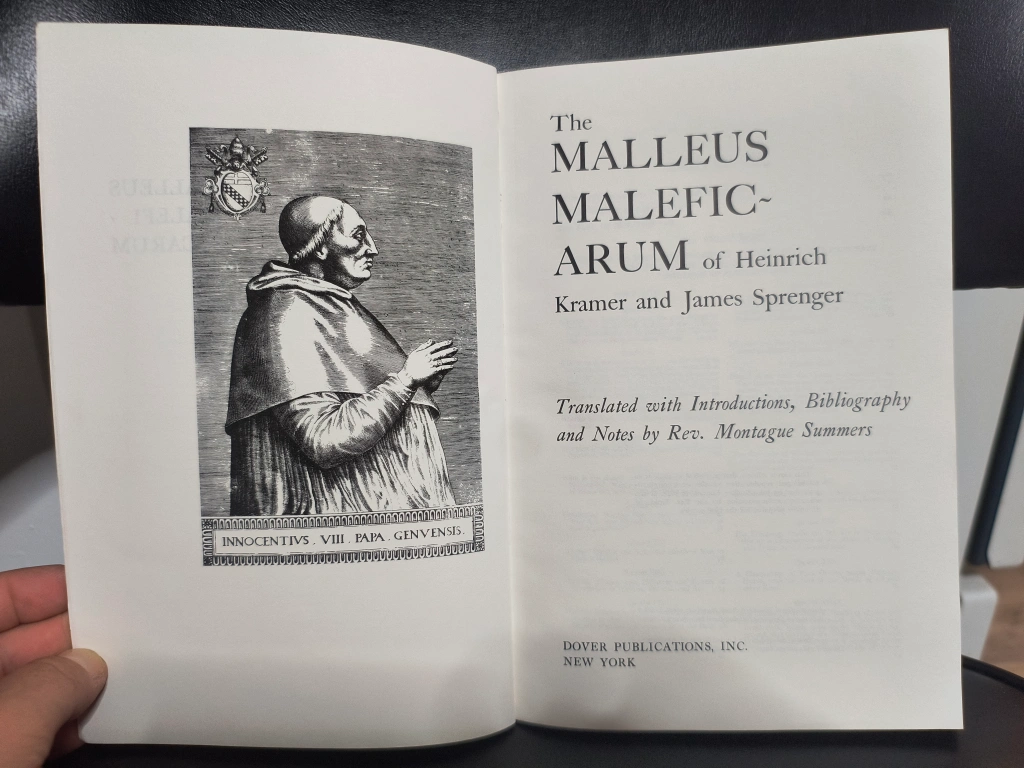 INNOCENTIVS . VIII . PAPA . GENVENSIS.
The
MALLEUS
MALEFIC~
ARUM of Heinrich
Kramer and James Sprenger
Translated with Introductions, Bibliography
and Notes by Rev. Montague Summers
DOVER PUBLICATIONS, INC.
NEW YORK